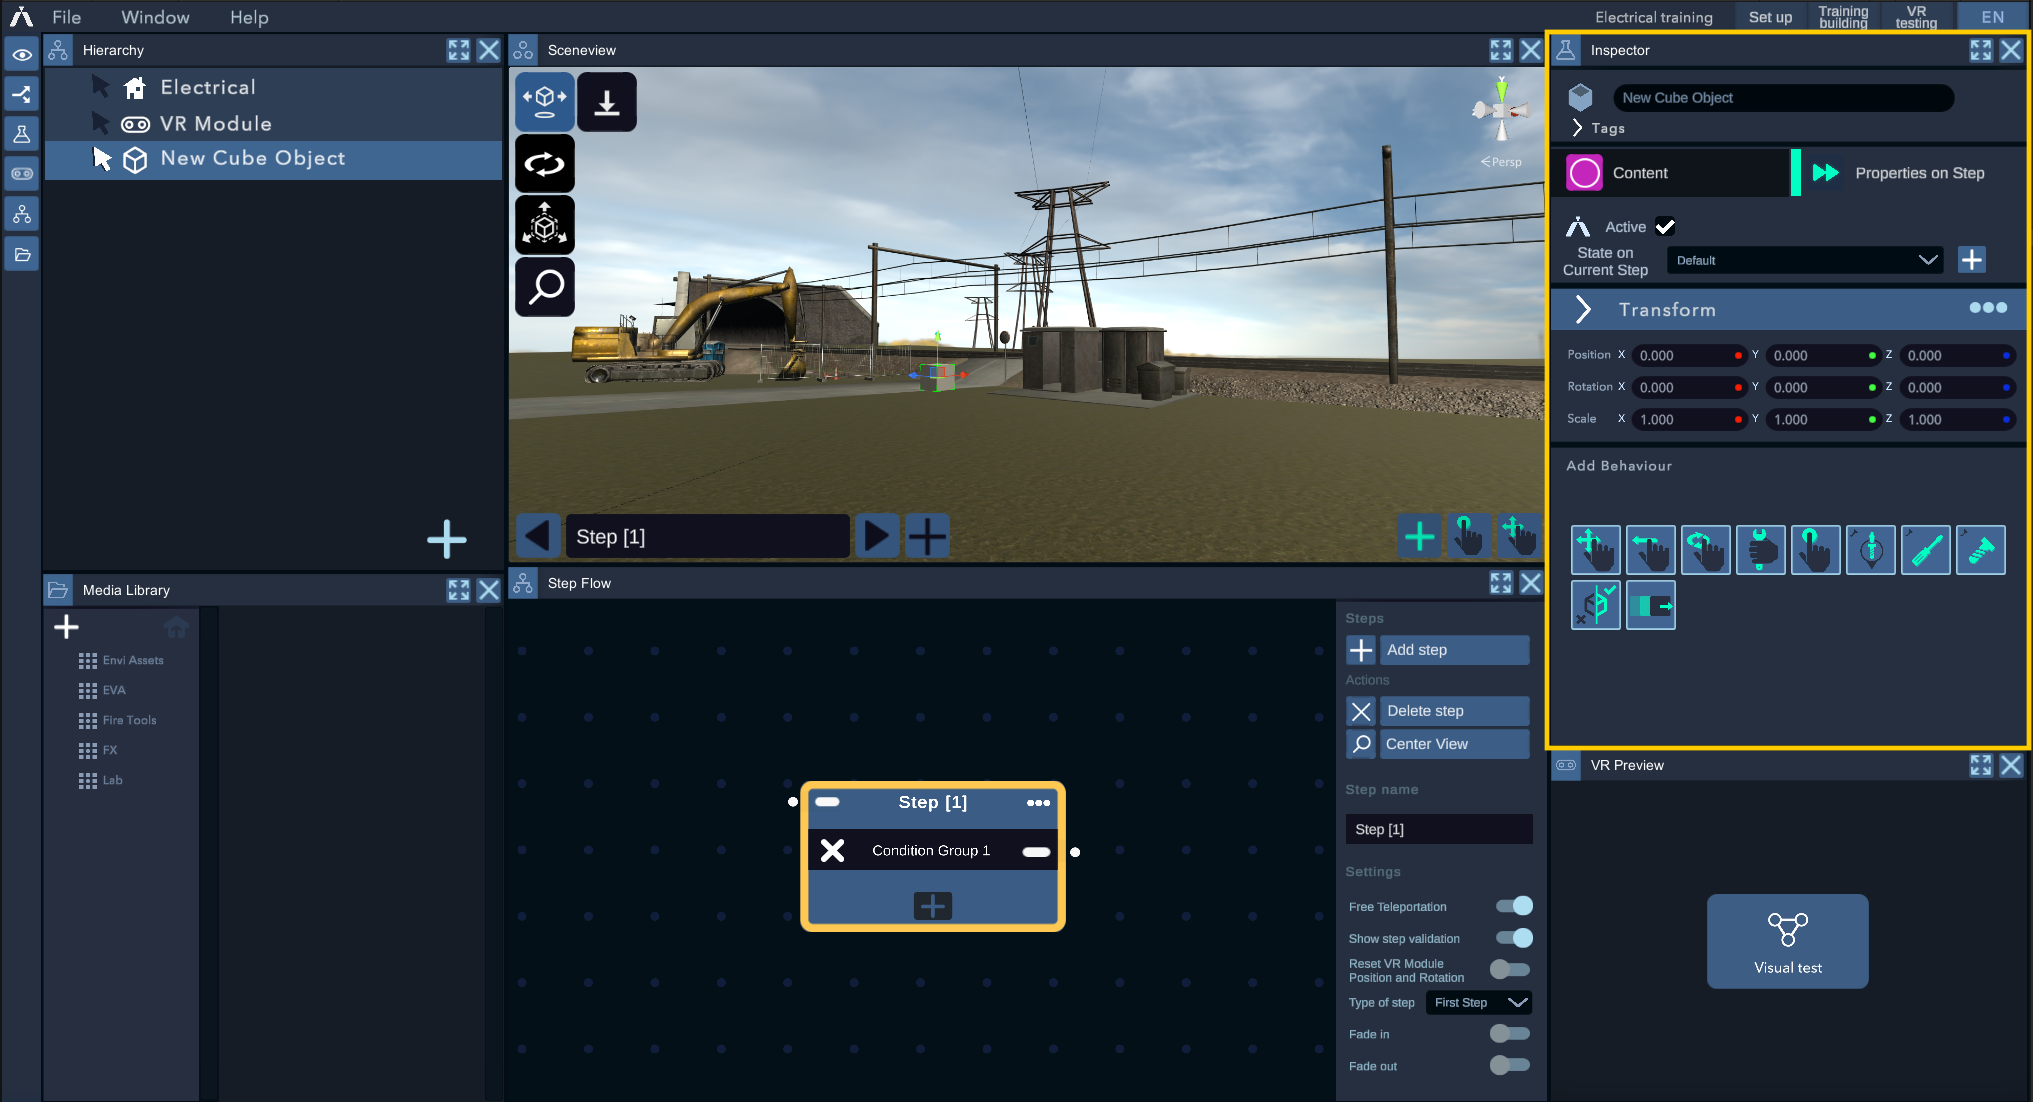 File Window Help
Electrical training Set up Training building VR testing EN
Hierarchy
Electrical
VR Module
New Cube Object
Media Library
Envi Assets
EVA
Fire Tools
FX
Lab
Sceneview
Y
Persp
Step [1]
Step Flow
Step [1]
Condition Group 1
Steps
Add step
Actions
Delete step
Center View
Step name
Step [1]
Settings
Free Teleportation
Show step validation
Reset VR Module
Position and Rotation
Type of step First Step
Fade in
Fade out
Inspector
New Cube Object
Tags
Content Properties on Step
Active
State on
Current Step Default
Transform
Position X 0.000 Y 0.000 Z 0.000
Rotation X 0.000 Y 0.000 Z 0.000
Scale X 1.000 Y 1.000 Z 1.000
Add Behaviour
VR Preview
Visual test